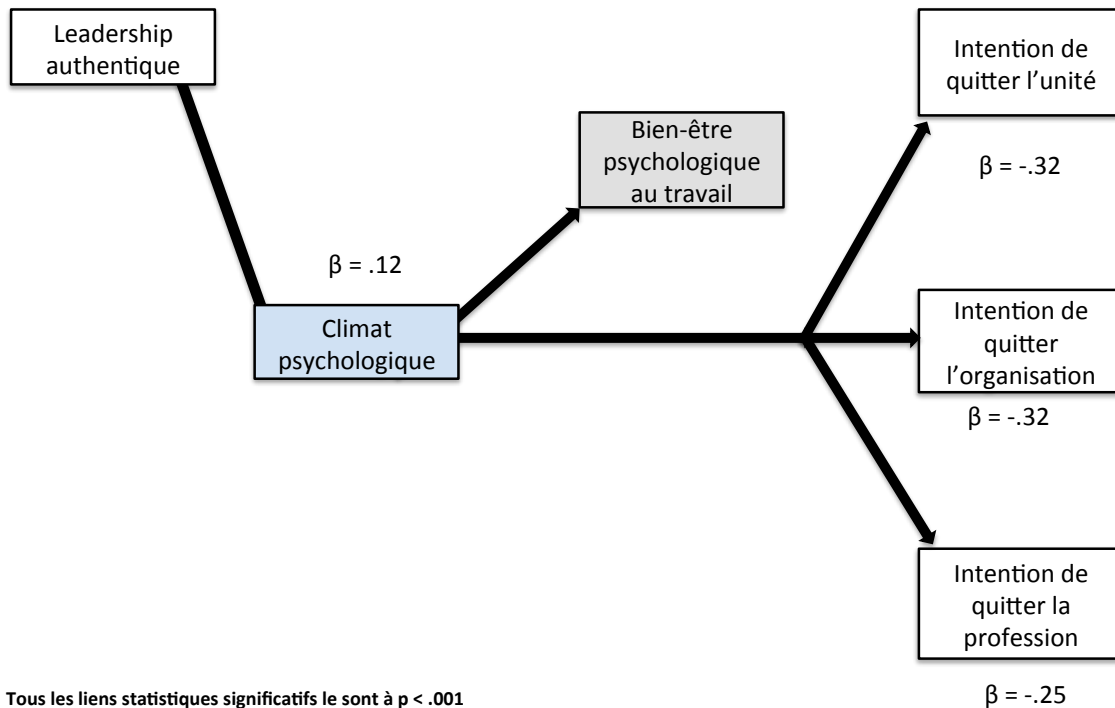 Leadership
authentique
Intention de
quitter l'unité
β = -.32
Bien-être
psychologique
au travail
β = .12
Climat
psychologique
Intention de
quitter
l'organisation
β = -.32
Intention de
quitter la
profession
β = -.25
Tous les liens statistiques significatifs le sont à p < .001